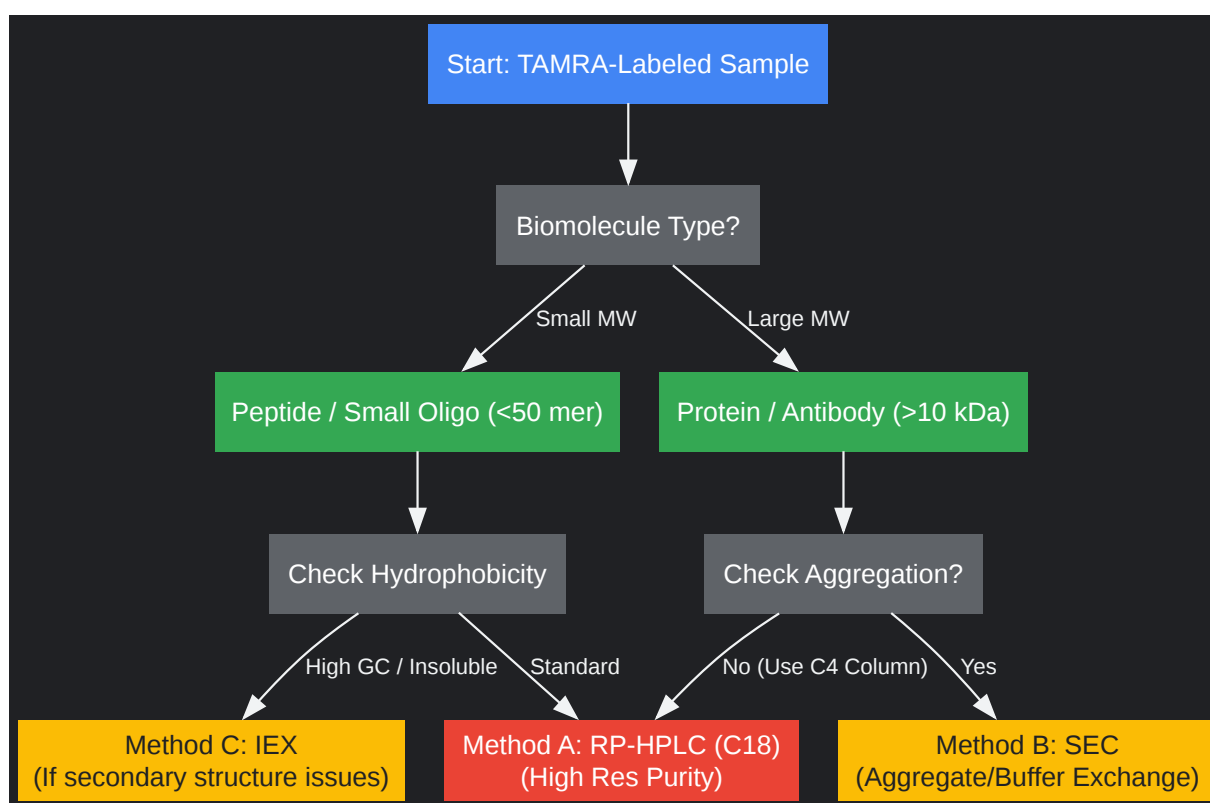 Start: TAMRA-Labeled Sample
Biomolecule Type?
Small MW
Large MW
Peptide / Small Oligo (<50 mer)
Protein / Antibody (>10 kDa)
Check Hydrophobicity
Check Aggregation?
High GC / Insoluble
Standard
No (Use C4 Column)
Yes
Method C: IEX
(If secondary structure issues)
Method A: RP-HPLC (C18)
(High Res Purity)
Method B: SEC
(Aggregate/Buffer Exchange)